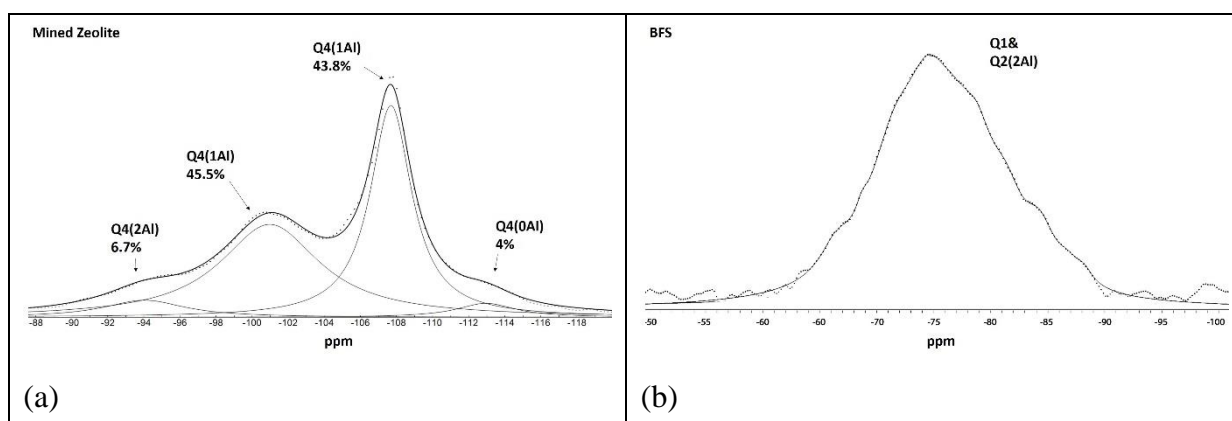 Mined Zeolite
Q4(1Al)
43.8%
Q4(1Al)
45.5%
Q4(2Al)
6.7%
Q4(0Al)
4%
-88 -90 -92 -94 -96 -98 -100 -102 -104 -106 -108 -110 -112 -114 -116 -118
ppm
(a)
BFS
Q1&
Q2(2Al)
-50 -55 -60 -60 -70 -75 -80 -85 -90 -95 -100
ppm
(b)